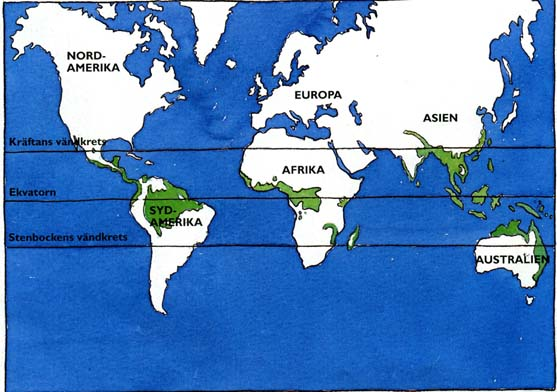 NORD-
AMERIKA
EUROPA
ASIEN
Kräftans vändkrets
AFRIKA
Ekvatorn
SYD-
AMERIKA
Stenbockens vändkrets
AUSTRALIEN